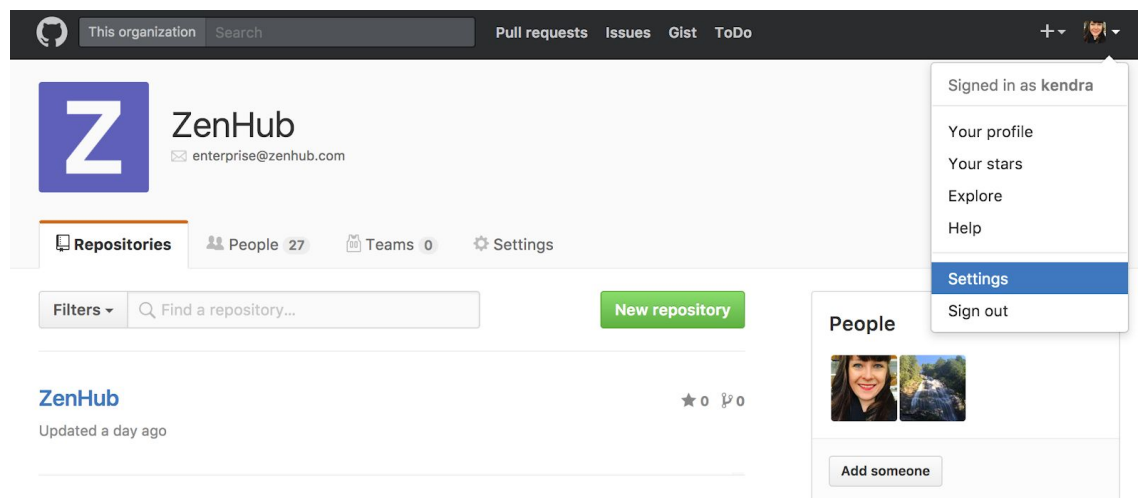 This organization Search Pull requests Issues Gist ToDo
Signed in as kendra
Your profile
Your stars
Explore
Help
Settings
Sign out
Z
ZenHub
enterprise@zenhub.com
Repositories People 27 Teams 0 Settings
Filters Find a repository... New repository
ZenHub 0 0
Updated a day ago
People
Add someone